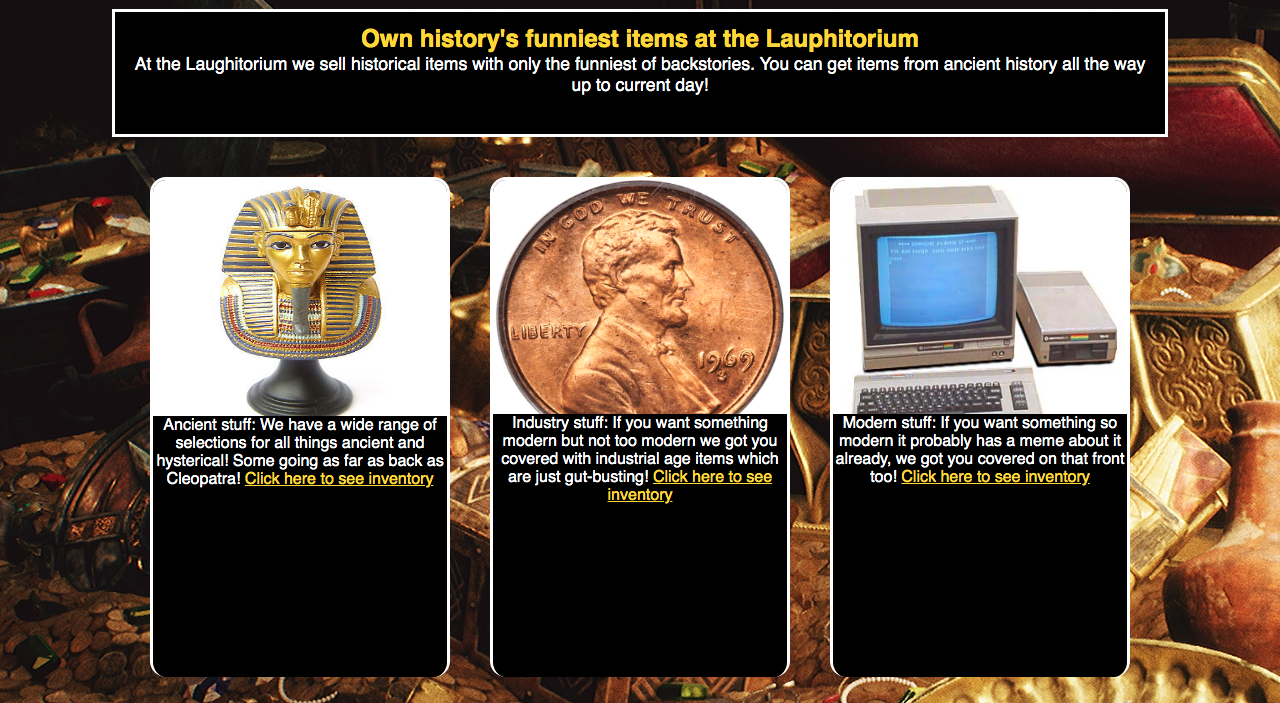 Own history's funniest items at the Lauphitorium
At the Laughitorium we sell historical items with only the funniest of backstories. You can get items from ancient history all the way
up to current day!
IN GOD WE TRUST
LIBERTY
1969
S
Ancient stuff: We have a wide range of
selections for all things ancient and
hysterical! Some going as far as back as
Cleopatra! Click here to see inventory
Industry stuff: If you want something
modern but not too modern we got you
covered with industrial age items which
are just gut-busting! Click here to see
inventory
Modern stuff: If you want something so
modern it probably has a meme about it
already, we got you covered on that front
too! Click here to see inventory